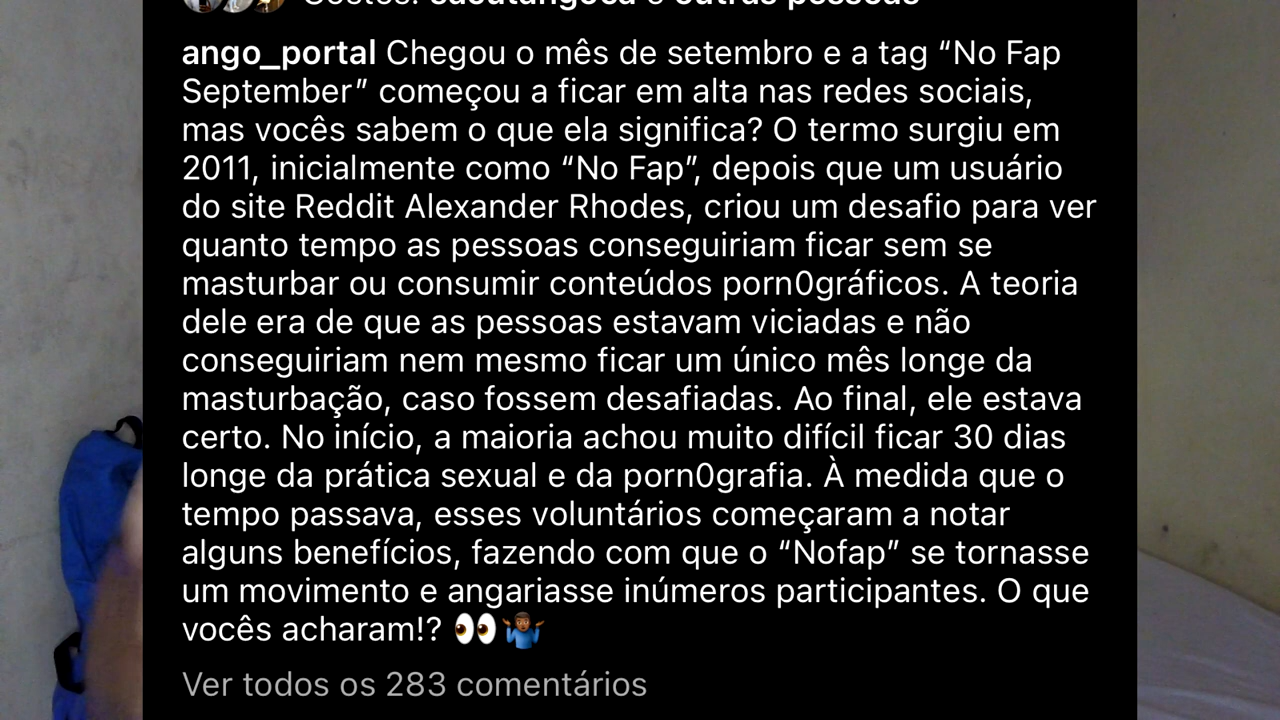 ango_portal Chegou o mês de setembro e a tag “No Fap
September” começou a ficar em alta nas redes sociais,
mas vocês sabem o que ela significa? O termo surgiu em
2011, inicialmente como “No Fap”, depois que um usuário
do site Reddit Alexander Rhodes, criou um desafio para ver
quanto tempo as pessoas conseguiriam ficar sem se
masturbar ou consumir conteúdos porn0gráficos. A teoria
dele era de que as pessoas estavam viciadas e não
conseguiriam nem mesmo ficar um único mês longe da
masturbação, caso fossem desafiadas. Ao final, ele estava
certo. No início, a maioria achou muito difícil ficar 30 dias
longe da prática sexual e da porn0grafia. À medida que o
tempo passava, esses voluntários começaram a notar
alguns benefícios, fazendo com que o “Nofap” se tornasse
um movimento e angariasse inúmeros participantes. O que
vocês acharam!? 👀🤷🏾‍♂️
Ver todos os 283 comentários